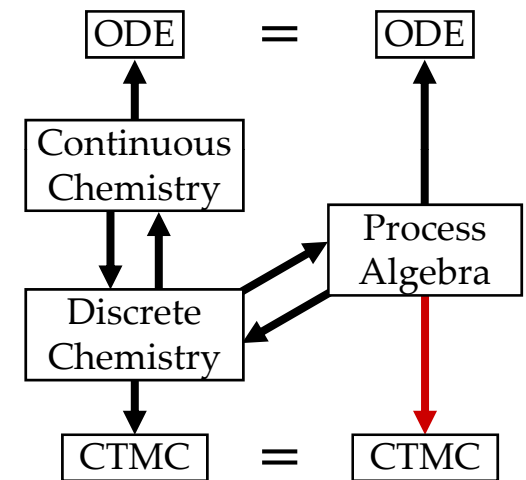 ODE = ODE
Continuous
Chemistry
Process
Algebra
Discrete
Chemistry
CTMC = CTMC